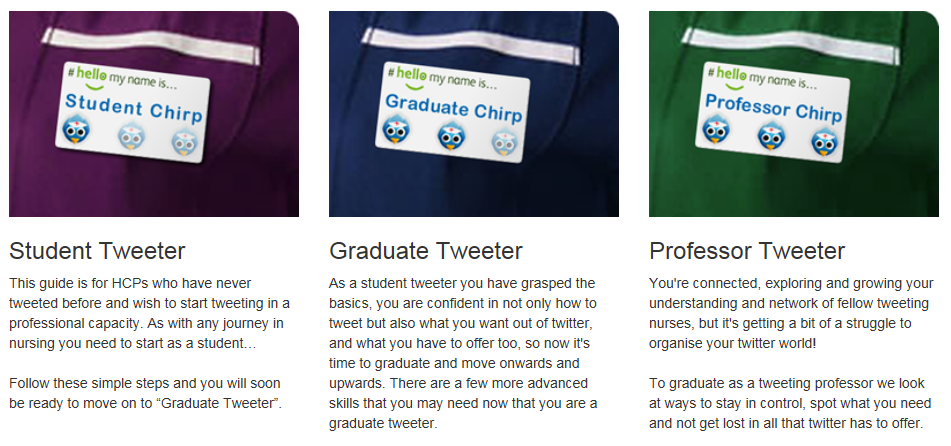 #hello my name is...
Student Chirp
#hello my name is...
Graduate Chirp
#hello my name is...
Professor Chirp
Student Tweeter
This guide is for HCPs who have never
tweeted before and wish to start tweeting in a
professional capacity. As with any journey in
nursing you need to start as a student…
Follow these simple steps and you will soon
be ready to move on to “Graduate Tweeter”.
Graduate Tweeter
As a student tweeter you have grasped the
basics, you are confident in not only how to
tweet but also what you want out of twitter,
and what you have to offer too, so now it's
time to graduate and move onwards and
upwards. There are a few more advanced
skills that you may need now that you are a
graduate tweeter.
Professor Tweeter
You're connected, exploring and growing your
understanding and network of fellow tweeting
nurses, but it's getting a bit of a struggle to
organise your twitter world!
To graduate as a tweeting professor we look
at ways to stay in control, spot what you need
and not get lost in all that twitter has to offer.